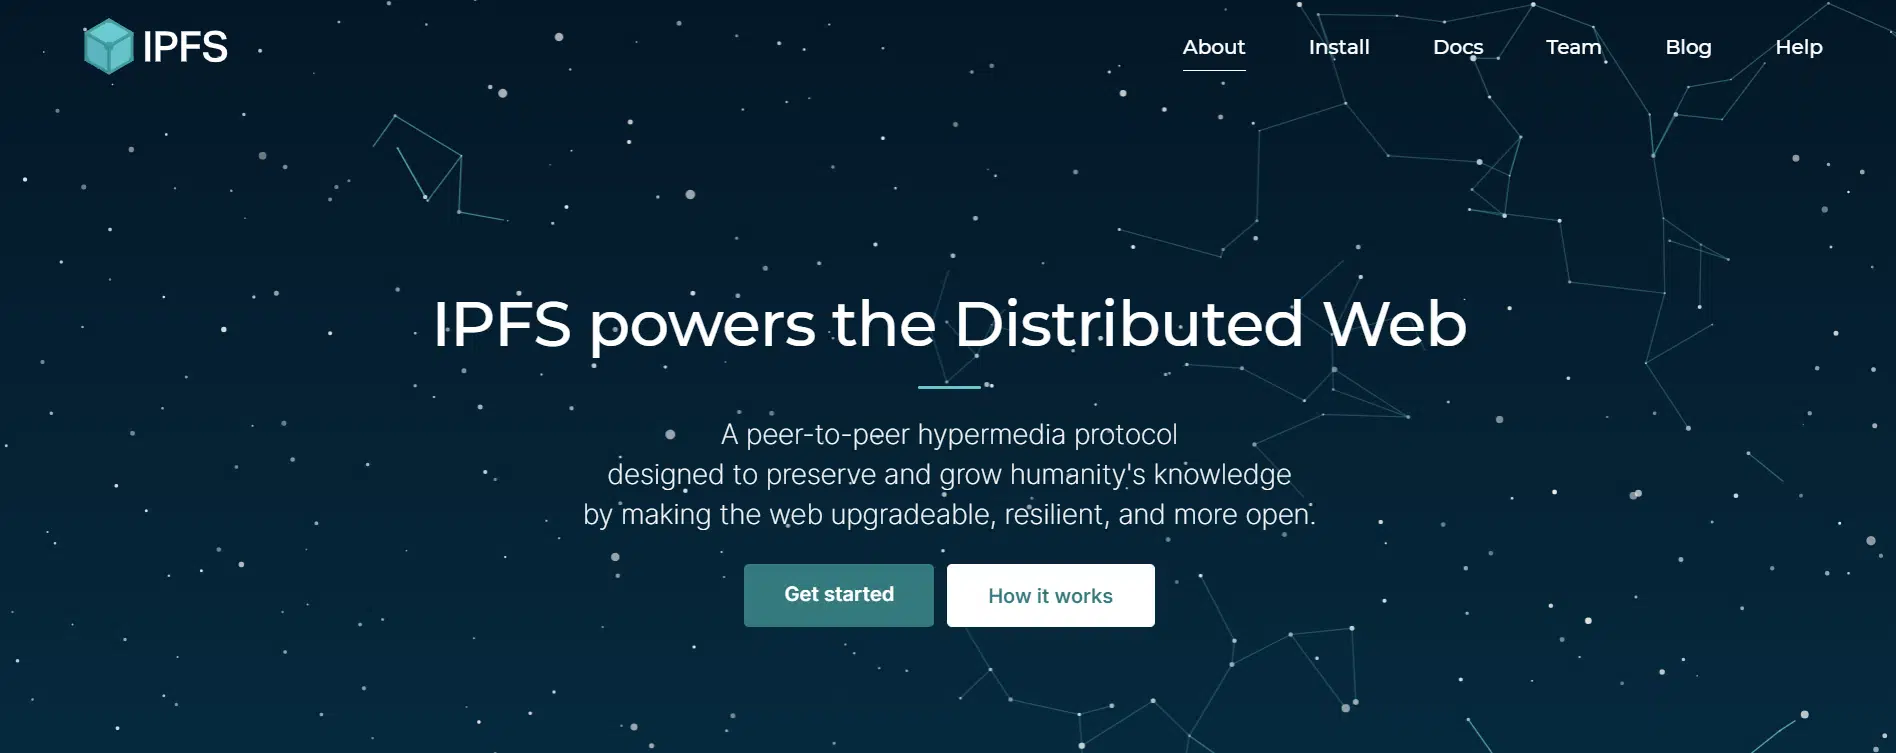 IPFS
About Install Docs Team Blog Help
IPFS powers the Distributed Web
A peer-to-peer hypermedia protocol
designed to preserve and grow humanity's knowledge
by making the web upgradeable, resilient, and more open.
Get started How it works